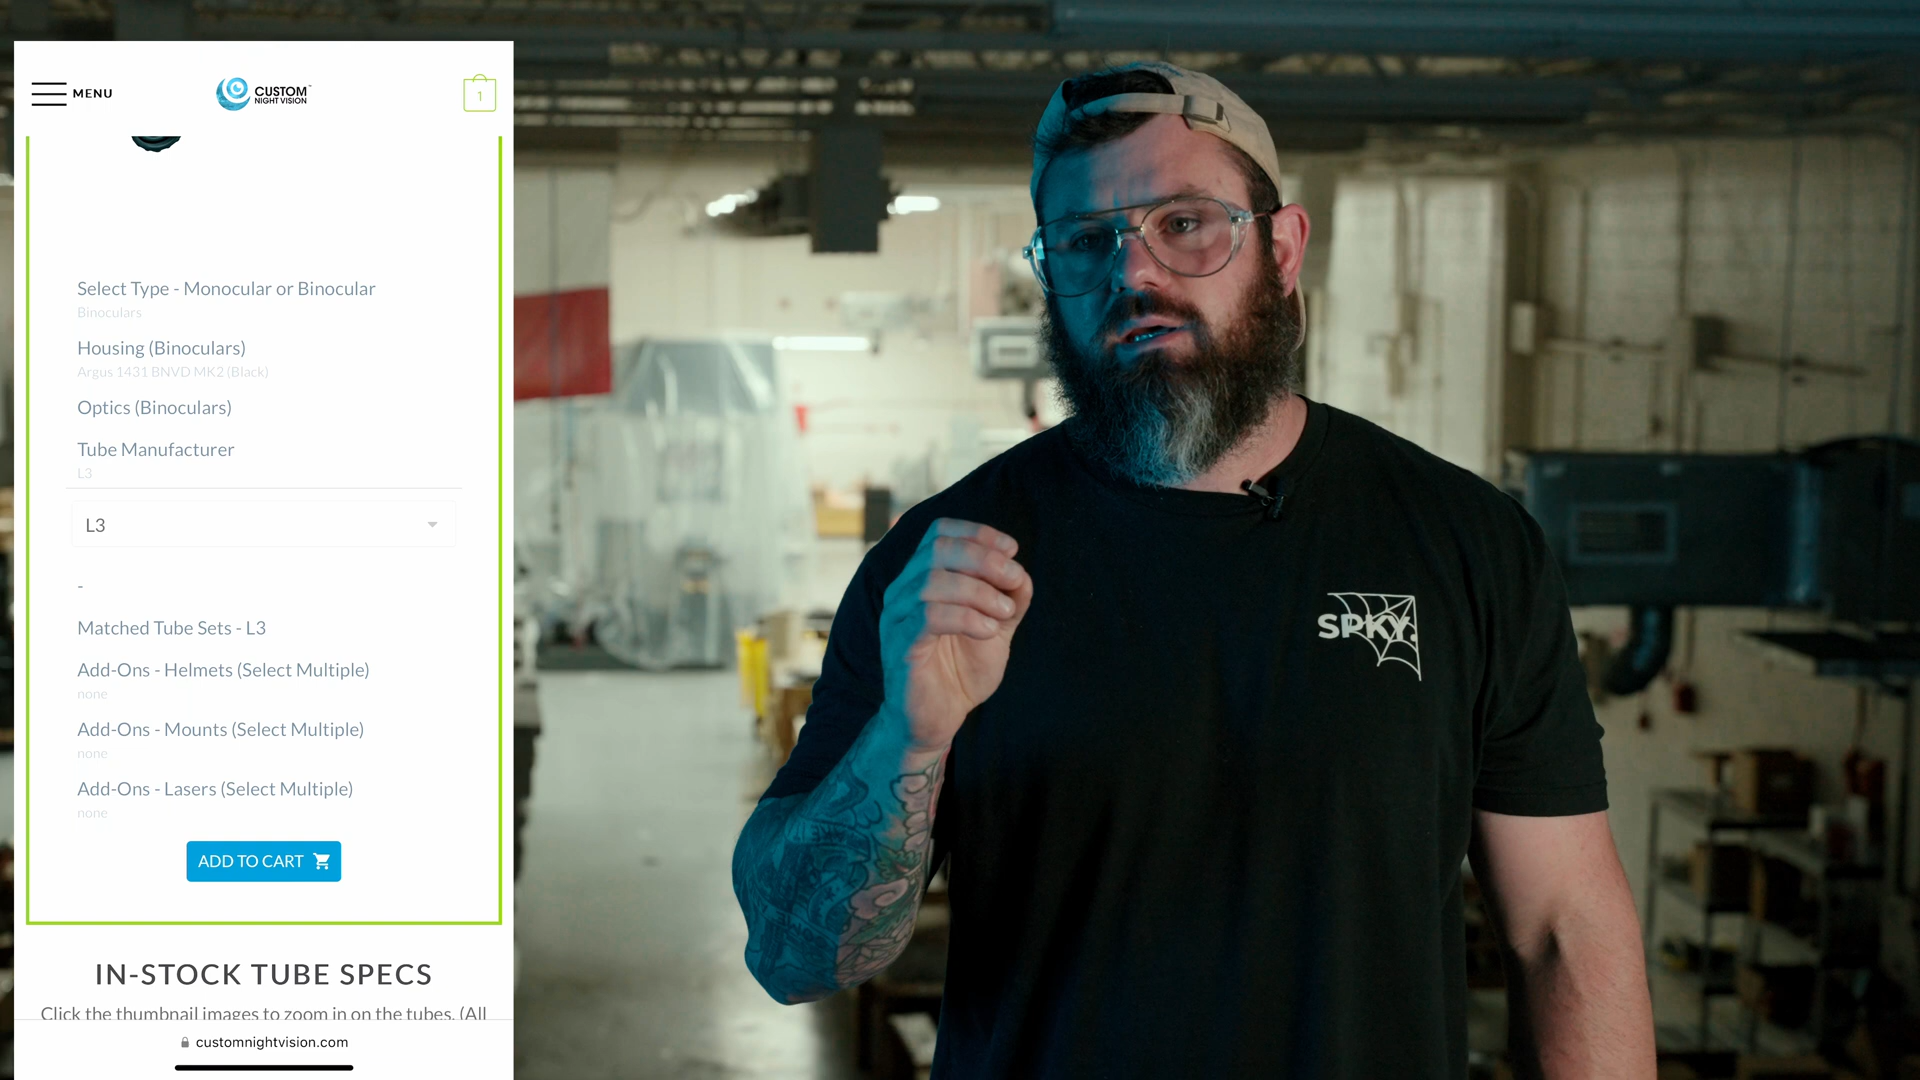 MENU
CUSTOM
NIGHT VISION
1
Select Type - Monocular or Binocular
Binoculars
Housing (Binoculars)
Argus 1431 BNVD MK2 (Black)
Optics (Binoculars)
Tube Manufacturer
L3
L3
-
Matched Tube Sets - L3
Add-Ons - Helmets (Select Multiple)
none
Add-Ons - Mounts (Select Multiple)
none
Add-Ons - Lasers (Select Multiple)
none
ADD TO CART
IN-STOCK TUBE SPECS
Click the thumbnail images to zoom in on the tubes. (All
customnightvision.com
SPKY.